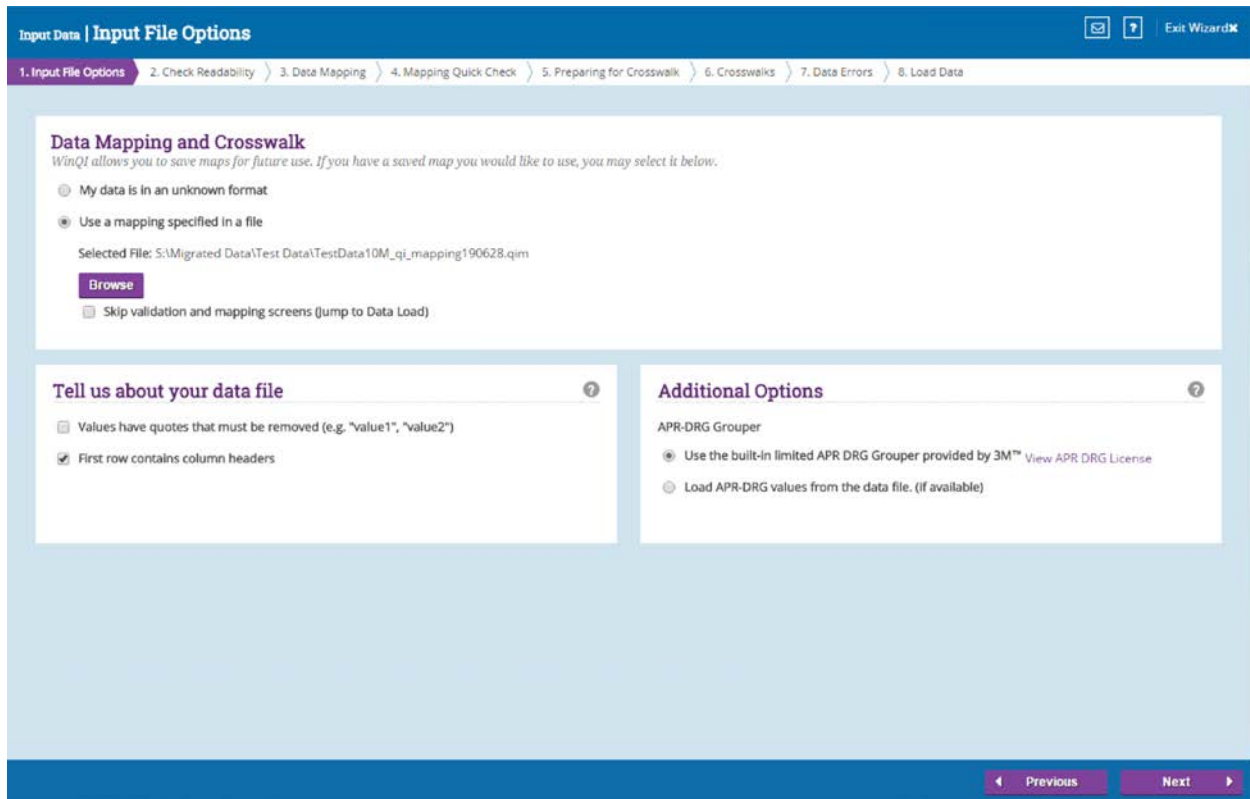 Input Data | Input File Options
? Exit Wizard✖
1. Input File Options 2. Check Readability 3. Data Mapping 4. Mapping Quick Check 5. Preparing for Crosswalk 6. Crosswalks 7. Data Errors 8. Load Data
Data Mapping and Crosswalk
WinQI allows you to save maps for future use. If you have a saved map you would like to use, you may select it below.
My data is in an unknown format
Use a mapping specified in a file
Selected File: S:\Migrated Data\Test Data\TestData10M_qi_mapping190628.qim
Browse
Skip validation and mapping screens (Jump to Data Load)
Tell us about your data file ?
Values have quotes that must be removed (e.g. "value1", "value2")
First row contains column headers
Additional Options ?
APR-DRG Grouper
Use the built-in limited APR DRG Grouper provided by 3M™ View APR DRG License
Load APR-DRG values from the data file. (if available)
Previous Next